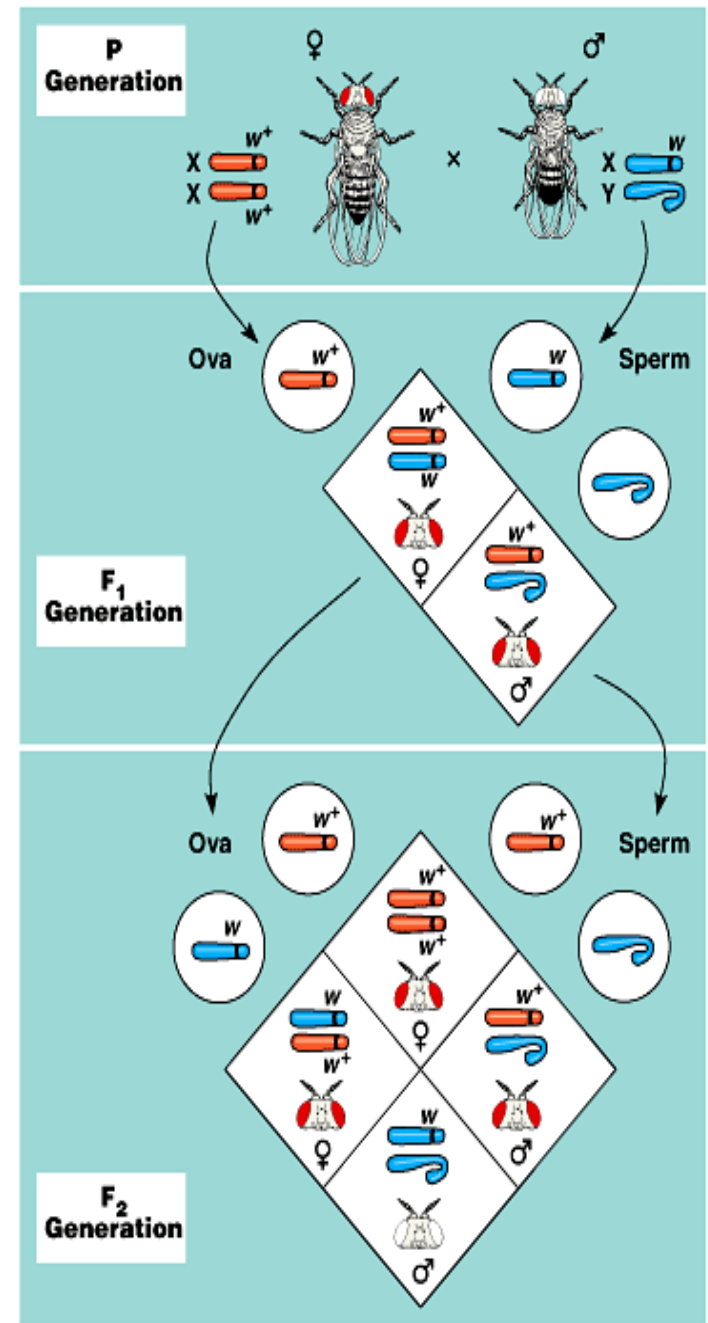 P
Generation
♀
♂
w⁺
X
X
w⁺
×
w
X
Y
Ova
w⁺
w
Sperm
w⁺
w
♀
w⁺
♂
F₁
Generation
Ova
w⁺
w⁺
Sperm
w
w⁺
w⁺
♀
w
w⁺
♀
w⁺
♂
w
♂
F₂
Generation